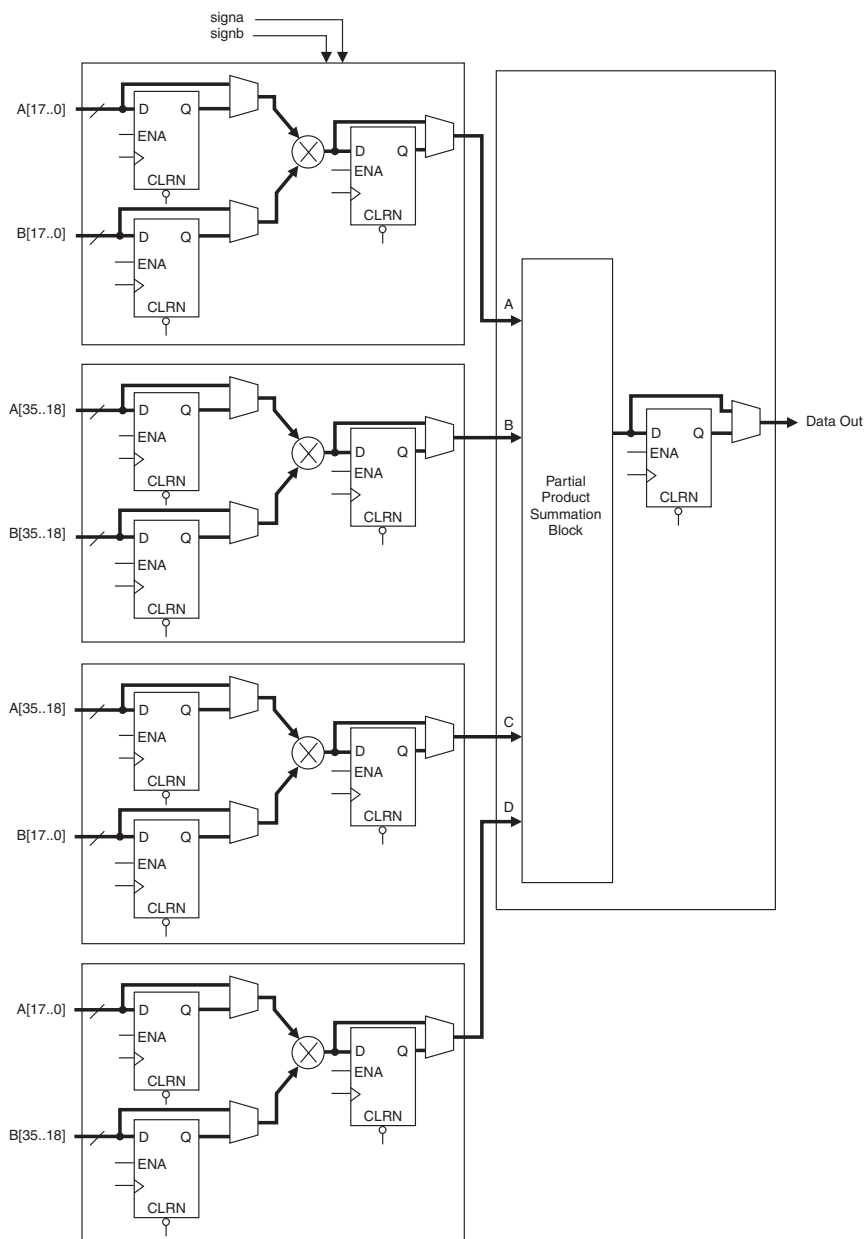 signa
signb
A[17..0]
D Q
ENA
CLRN
B[17..0]
D Q
ENA
CLRN
D Q
ENA
CLRN
A[35..18]
D Q
ENA
CLRN
B[35..18]
D Q
ENA
CLRN
D Q
ENA
CLRN
A[35..18]
D Q
ENA
CLRN
B[17..0]
D Q
ENA
CLRN
D Q
ENA
CLRN
A[17..0]
D Q
ENA
CLRN
B[35..18]
D Q
ENA
CLRN
D Q
ENA
CLRN
A
B
C
D
Partial
Product
Summation
Block
D Q
ENA
CLRN
Data Out